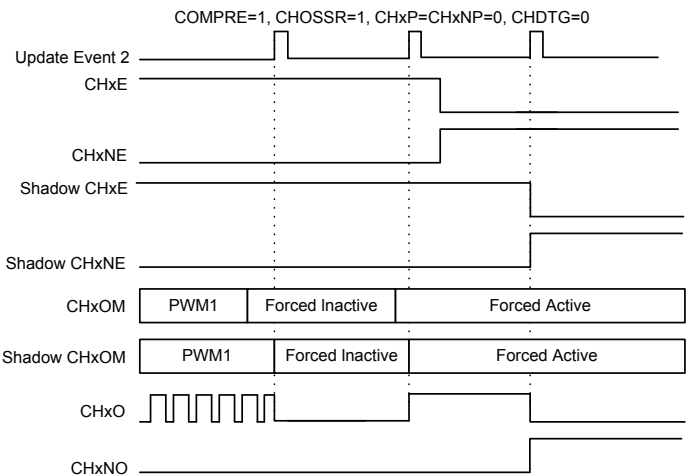 COMPRE=1, CHOSSR=1, CHxP=CHxNP=0, CHDTG=0
Update Event 2
CHxE
CHxNE
Shadow CHxE
Shadow CHxNE
CHxOM PWM1 Forced Inactive Forced Active
Shadow CHxOM PWM1 Forced Inactive Forced Active
CHxO
CHxNO